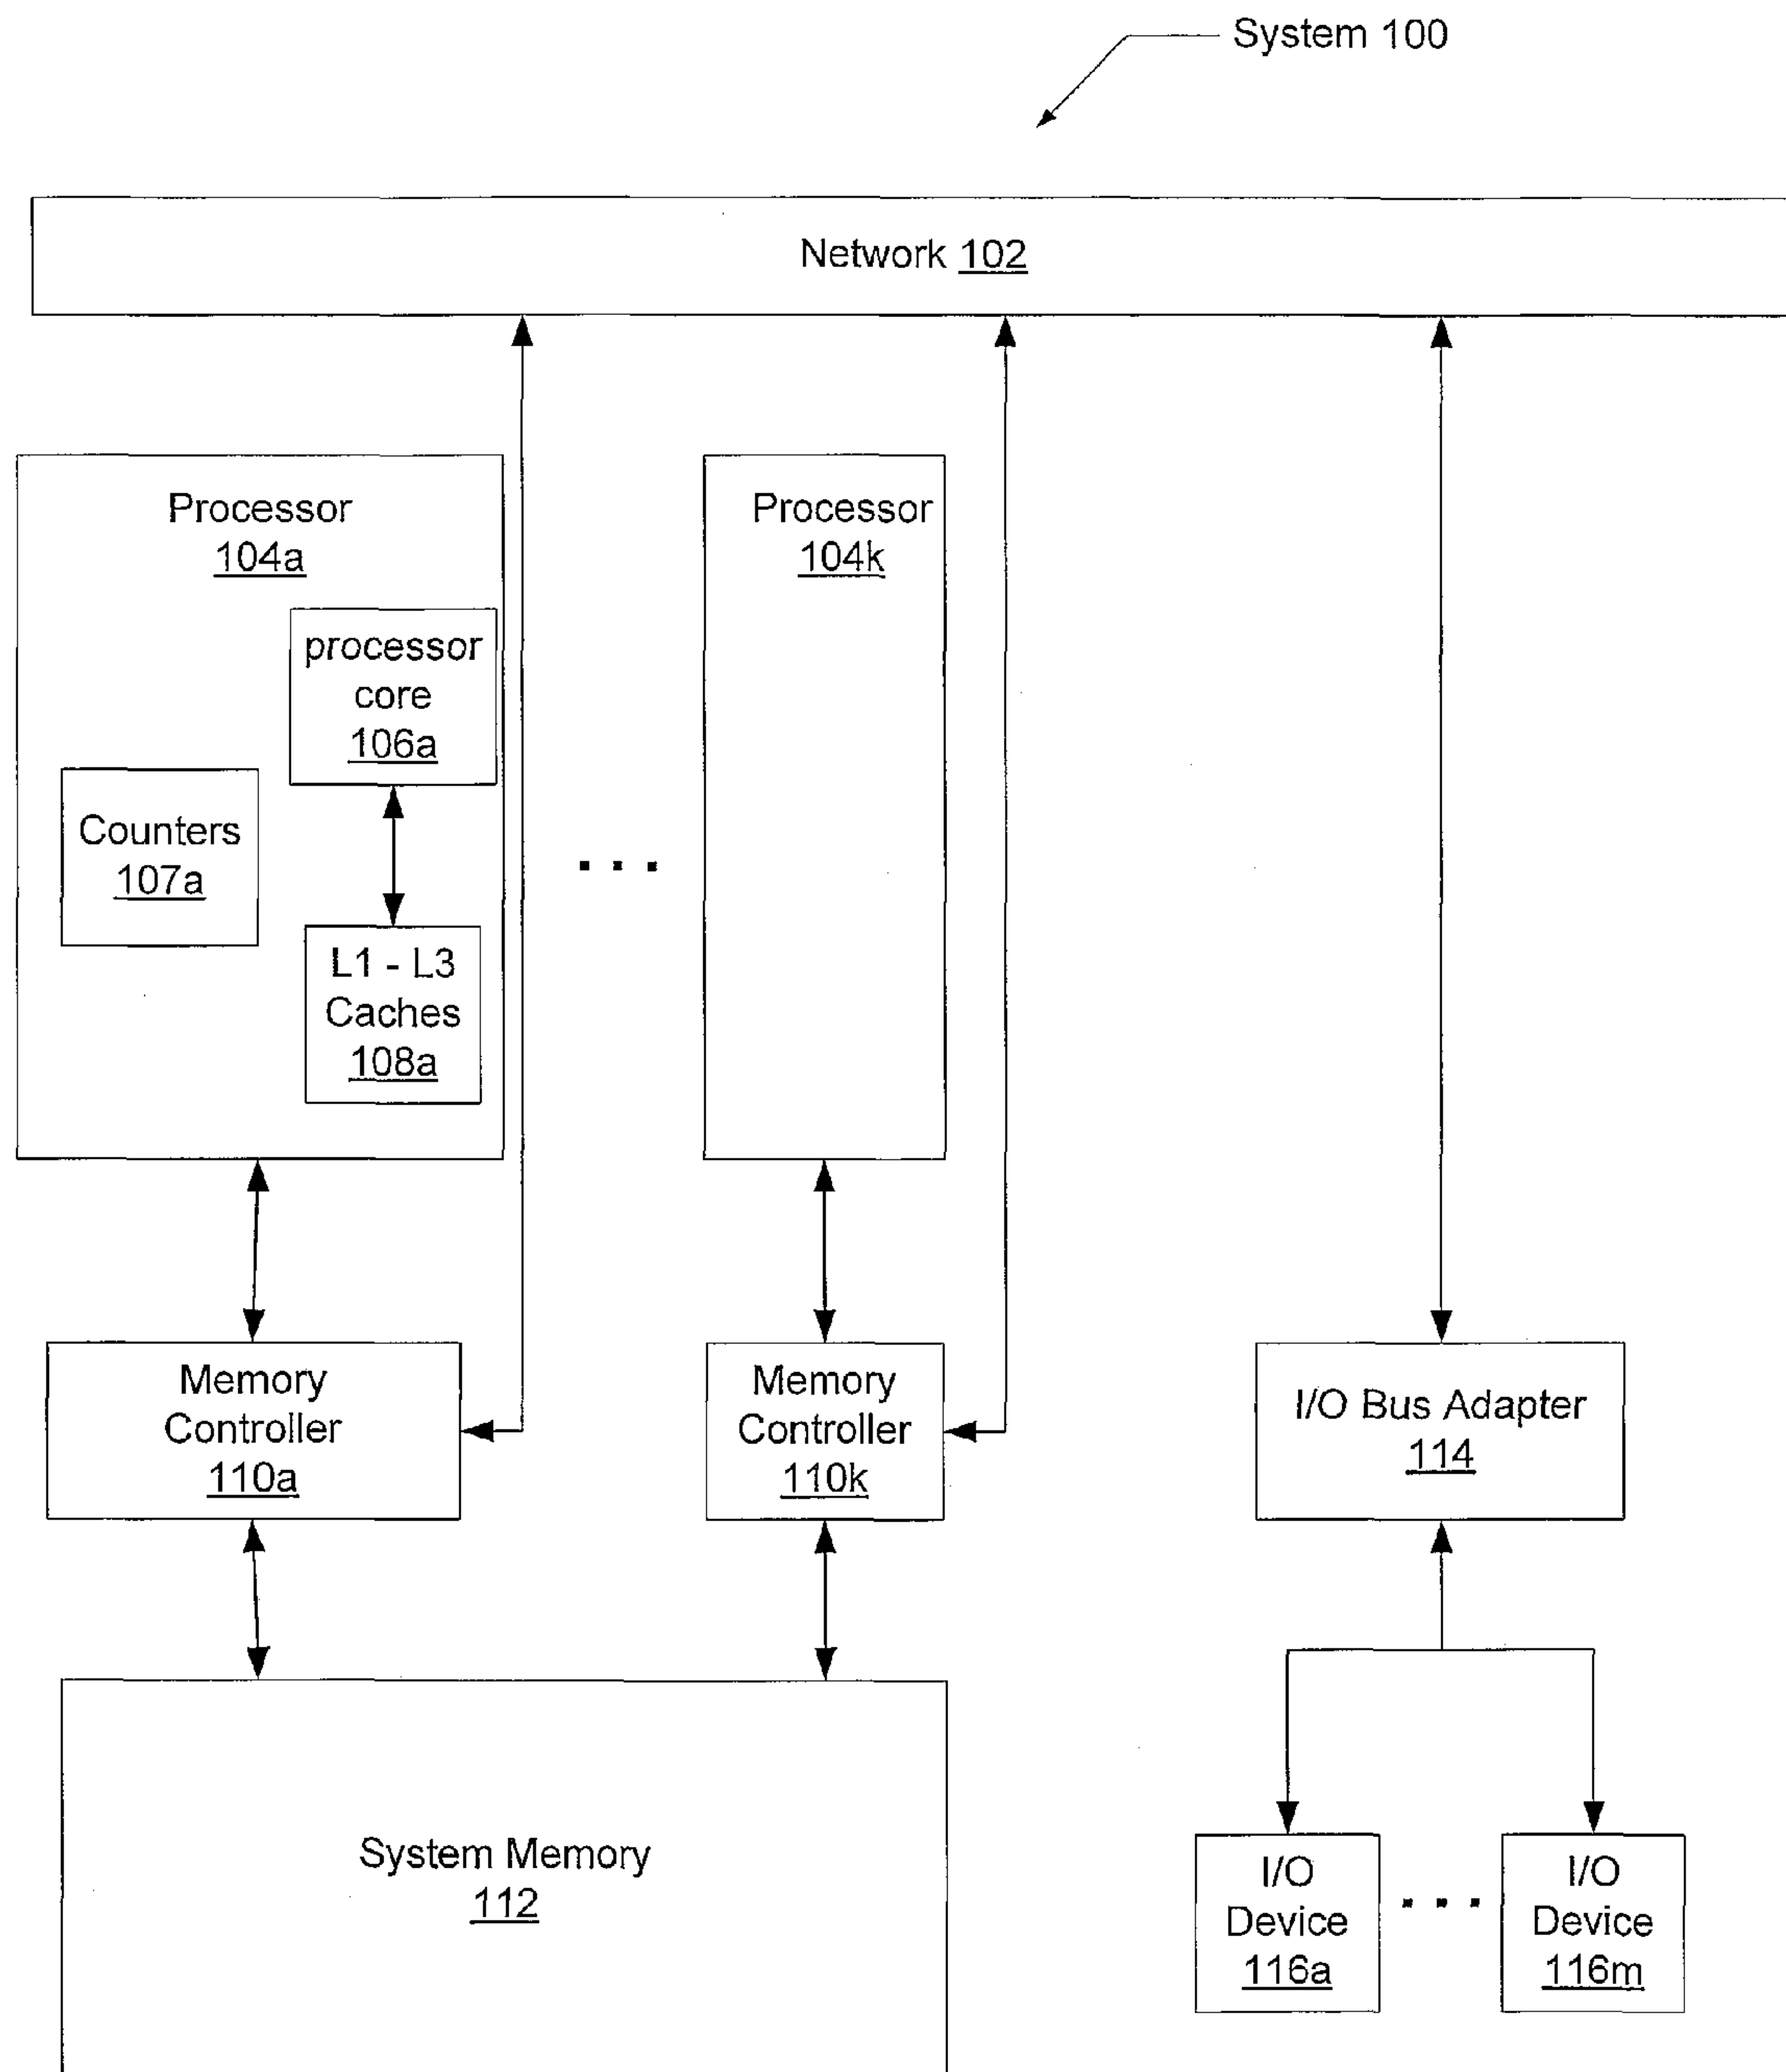 System 100
Network 102
Processor
104a
processor
core
106a
Counters
107a
L1 - L3
Caches
108a
Processor
104k
Memory
Controller
110a
Memory
Controller
110k
I/O Bus Adapter
114
System Memory
112
I/O
Device
116a
I/O
Device
116m